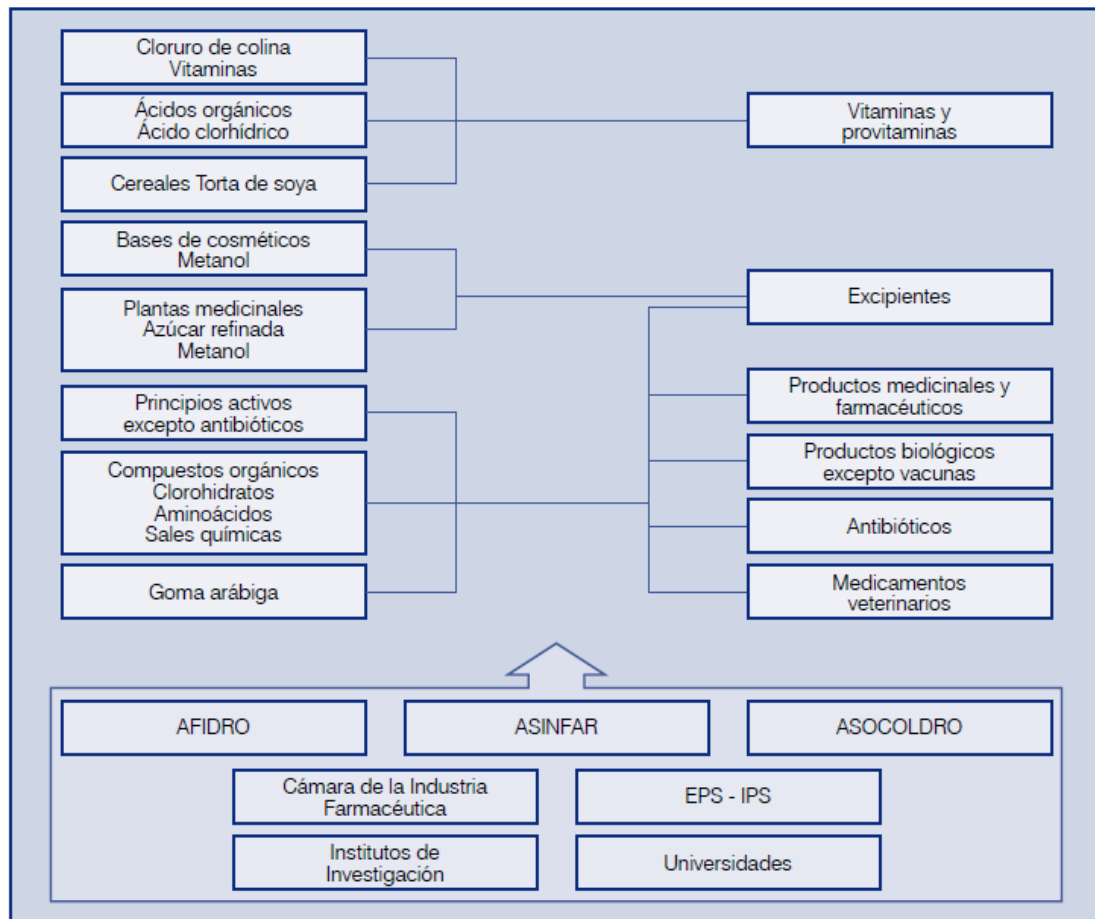 Cloruro de colina
Vitaminas
Ácidos orgánicos
Ácido clorhídrico
Cereales Torta de soya
Bases de cosméticos
Metanol
Plantas medicinales
Azúcar refinada
Metanol
Principios activos
excepto antibióticos
Compuestos orgánicos
Clorohidratos
Aminoácidos
Sales químicas
Goma arábiga
Vitaminas y
provitaminas
Excipientes
Productos medicinales y
farmacéuticos
Productos biológicos
excepto vacunas
Antibióticos
Medicamentos
veterinarios
AFIDRO
ASINFAR
ASOCOLDRO
Cámara de la Industria
Farmacéutica
EPS - IPS
Institutos de
Investigación
Universidades